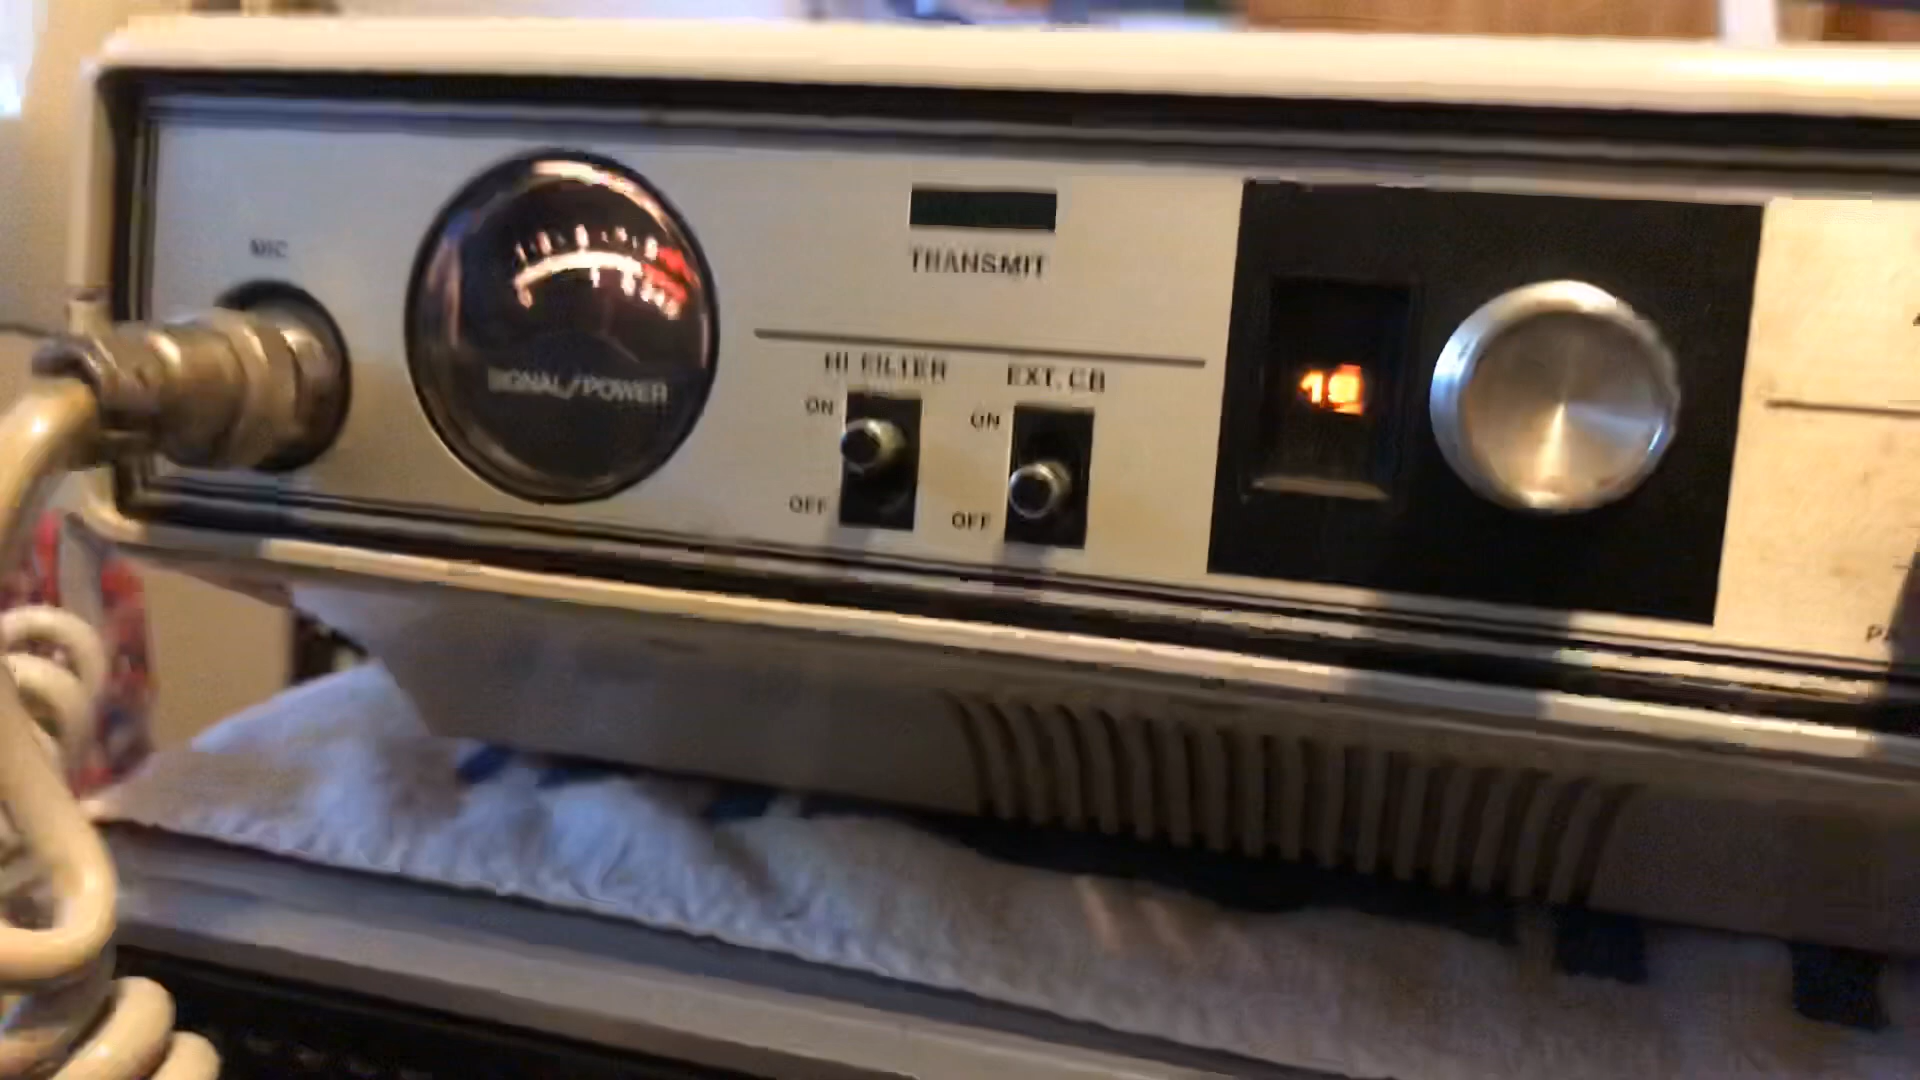 MIC
SIGNAL/POWER
TRANSMIT
HI FILTER
ON
OFF
EXT. CB
ON
OFF
19